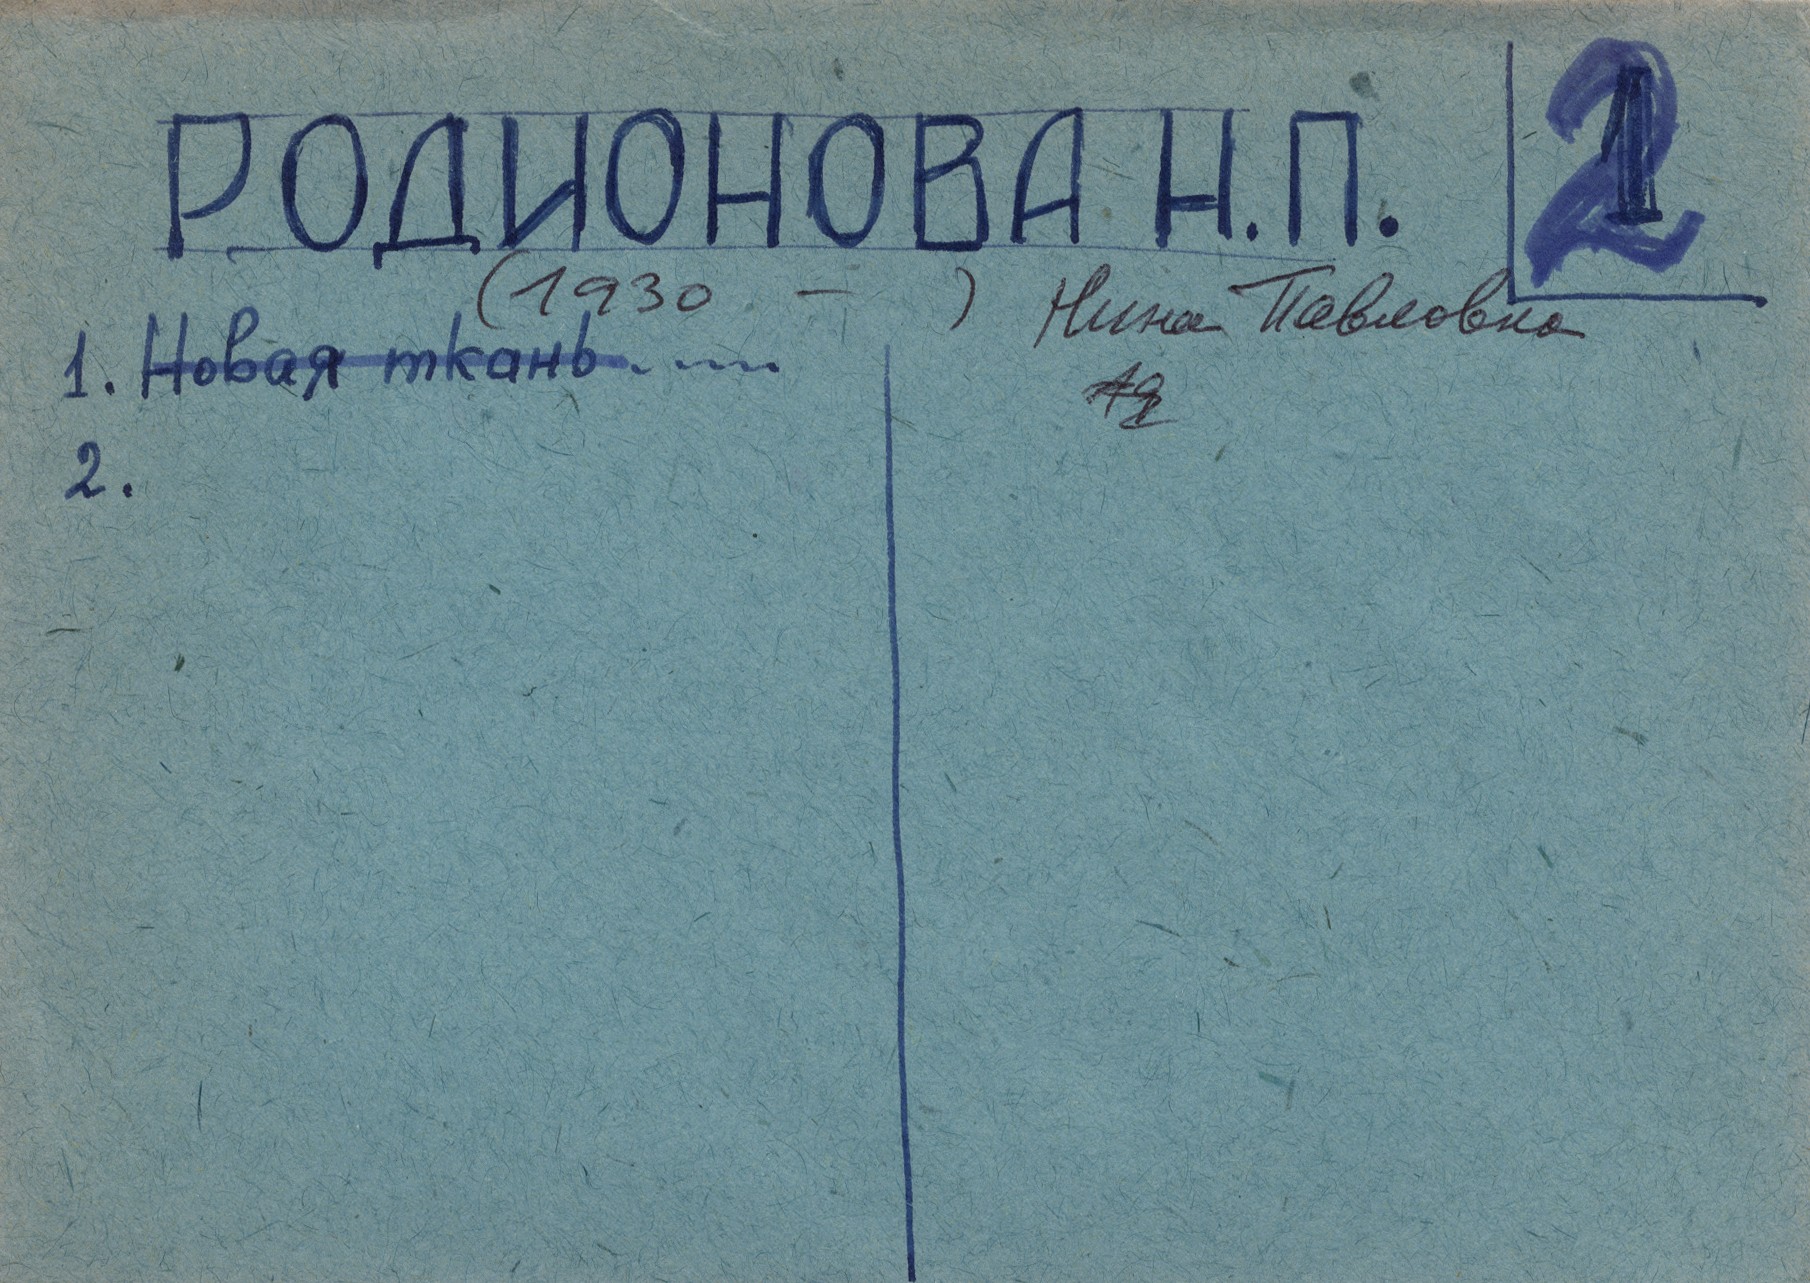 РОДИОНОВА Н.П.
2
(1930 – ) Нина Павловна
1. Новая ткань.....
2.